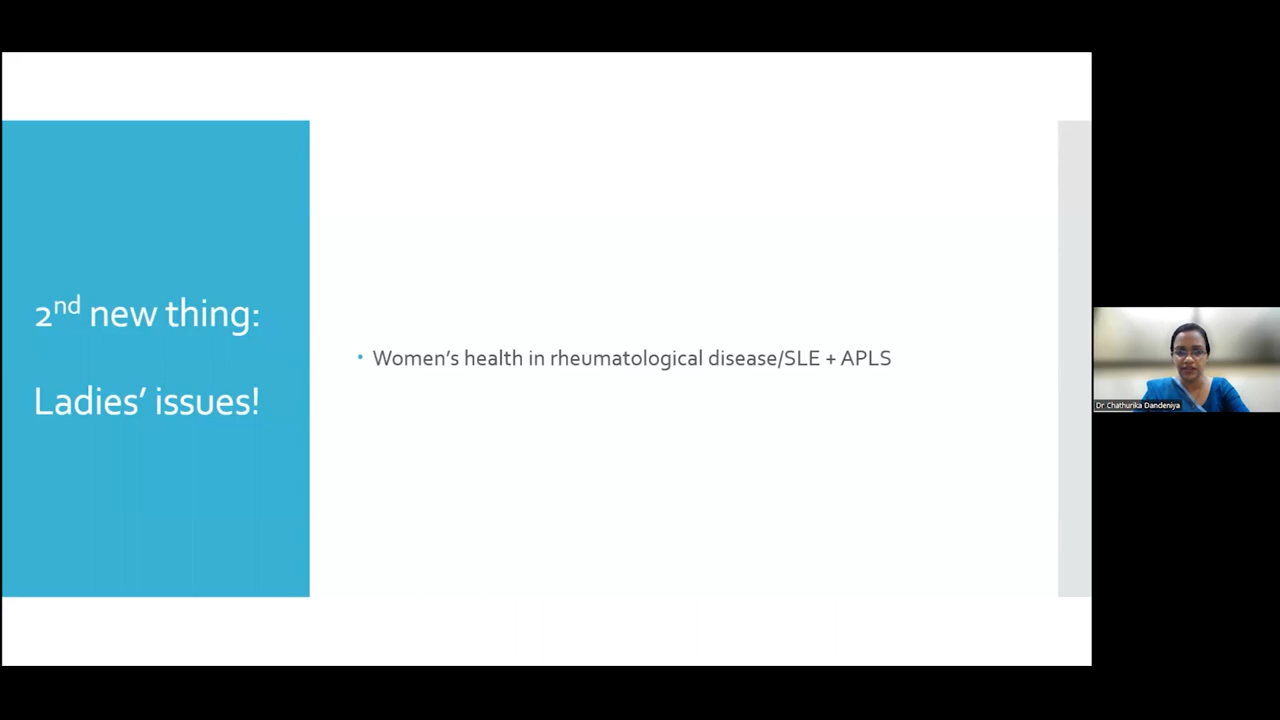 2nd new thing:
Ladies’ issues!
• Women’s health in rheumatological disease/SLE + APLS
Dr Chathurika Dandeniya